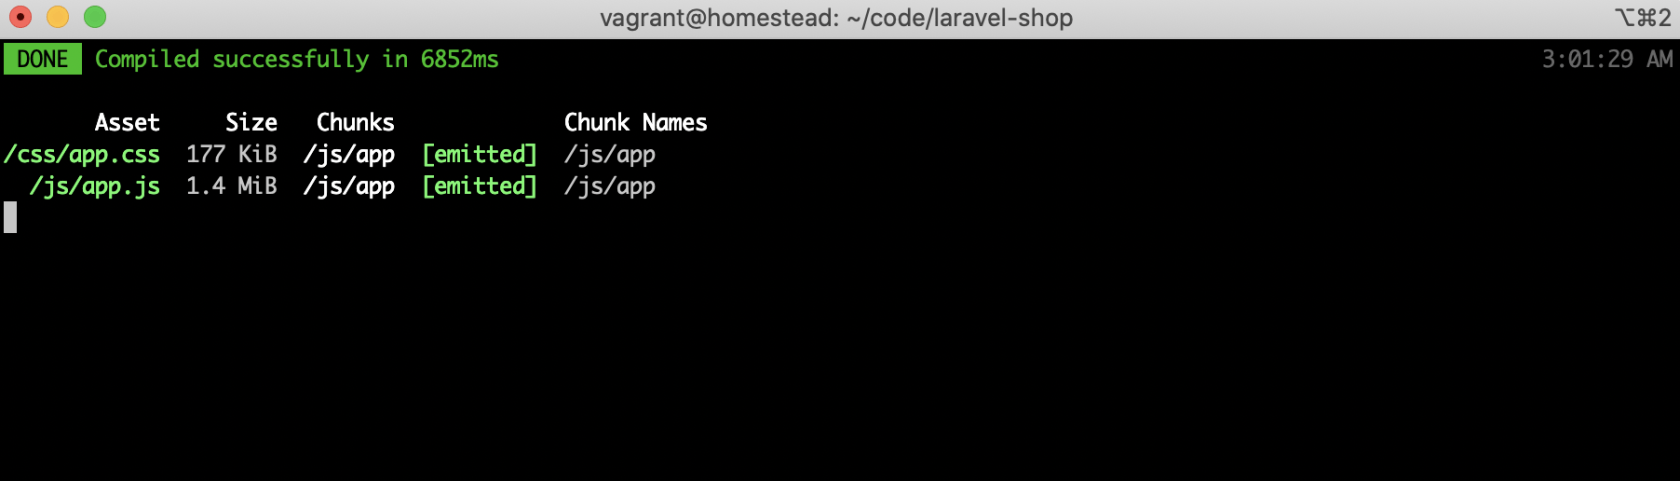 vagrant@homestead: ~/code/laravel-shop ⌥⌘2
DONE Compiled successfully in 6852ms 3:01:29 AM
Asset Size Chunks Chunk Names
/css/app.css 177 KiB /js/app [emitted] /js/app
/js/app.js 1.4 MiB /js/app [emitted] /js/app